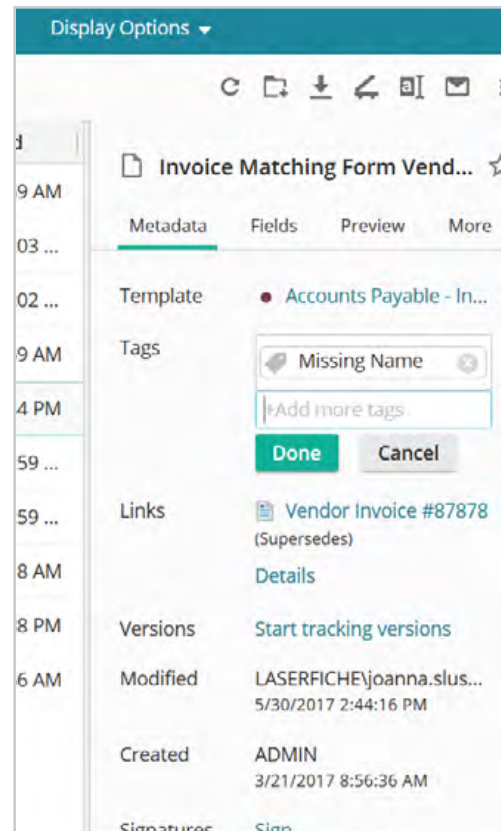 Display Options
d
Invoice Matching Form Vend...
9 AM
Metadata Fields Preview More
03 ...
02 ...
Template Accounts Payable - In...
9 AM
Tags Missing Name
4 PM
+Add more tags
Done Cancel
59 ...
59 ...
Links Vendor Invoice #87878
(Supersedes)
8 AM
Details
8 PM
Versions Start tracking versions
6 AM
Modified LASERFICHE\joanna.slus...
5/30/2017 2:44:16 PM
Created ADMIN
3/21/2017 8:56:36 AM
Signatures Sign